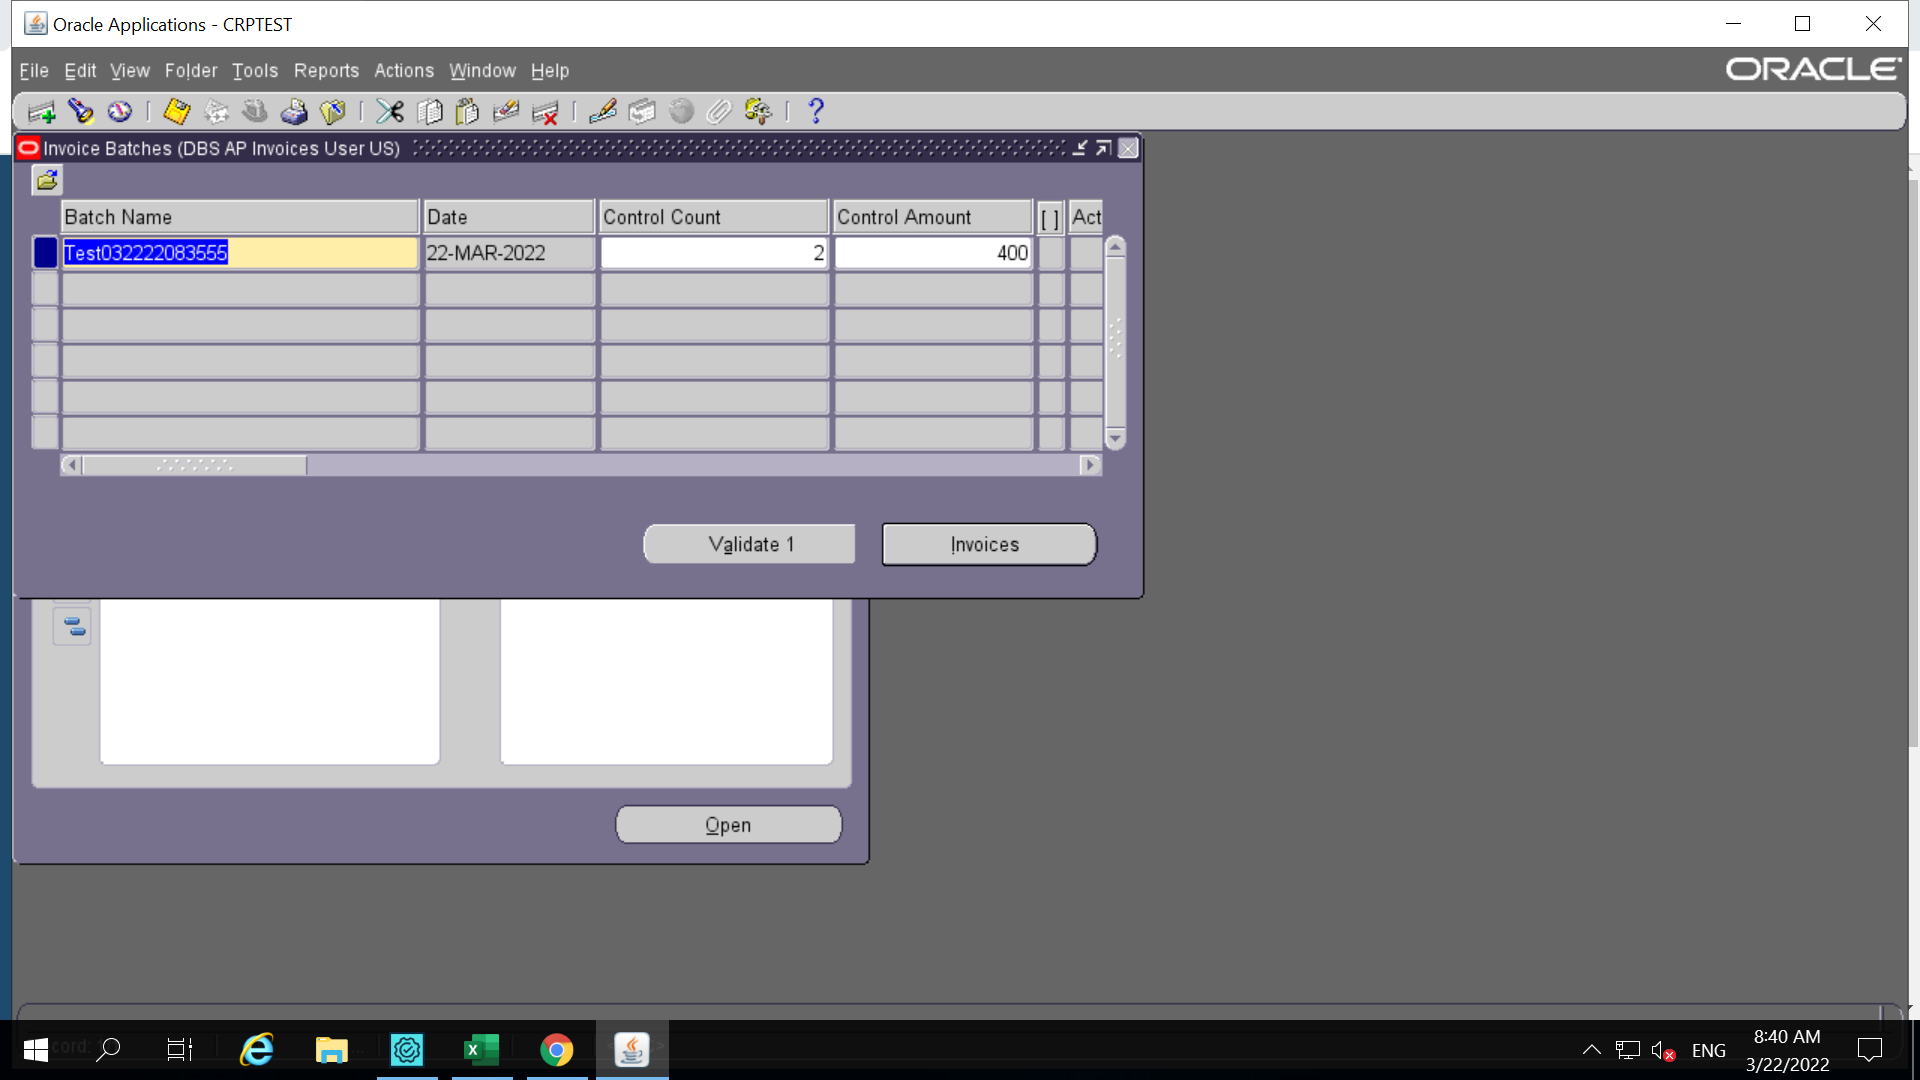 Oracle Applications - CRPTEST
File Edit View Folder Tools Reports Actions Window Help
ORACLE
Invoice Batches (DBS AP Invoices User US)
Batch Name Date Control Count Control Amount [ ] Act
Test032222083555 22-MAR-2022 2 400
Validate 1 Invoices
Open
ENG
8:40 AM
3/22/2022